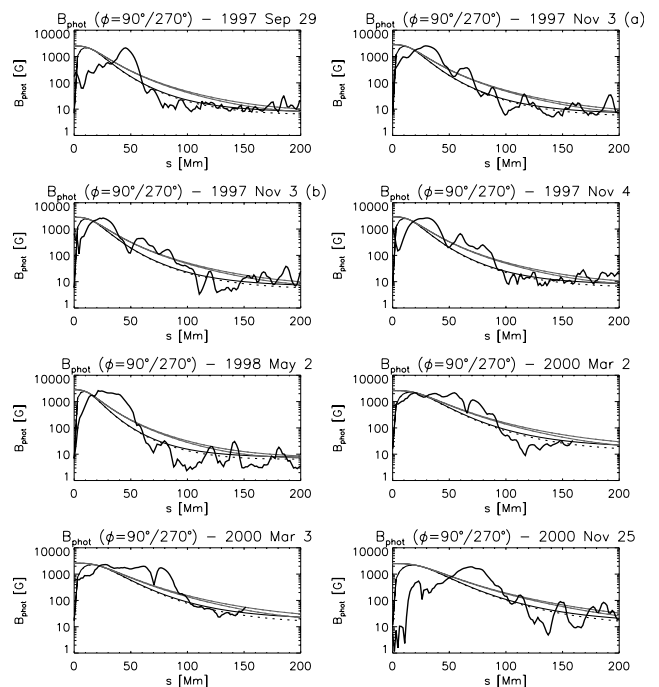 B_phot (φ=90°/270°) – 1997 Sep 29
B_phot [G]
10000
1000
100
10
1
0 50 100 150 200
s [Mm]
B_phot (φ=90°/270°) – 1997 Nov 3 (a)
B_phot [G]
10000
1000
100
10
1
0 50 100 150 200
s [Mm]
B_phot (φ=90°/270°) – 1997 Nov 3 (b)
B_phot [G]
10000
1000
100
10
1
0 50 100 150 200
s [Mm]
B_phot (φ=90°/270°) – 1997 Nov 4
B_phot [G]
10000
1000
100
10
1
0 50 100 150 200
s [Mm]
B_phot (φ=90°/270°) – 1998 May 2
B_phot [G]
10000
1000
100
10
1
0 50 100 150 200
s [Mm]
B_phot (φ=90°/270°) – 2000 Mar 2
B_phot [G]
10000
1000
100
10
1
0 50 100 150 200
s [Mm]
B_phot (φ=90°/270°) – 2000 Mar 3
B_phot [G]
10000
1000
100
10
1
0 50 100 150 200
s [Mm]
B_phot (φ=90°/270°) – 2000 Nov 25
B_phot [G]
10000
1000
100
10
1
0 50 100 150 200
s [Mm]